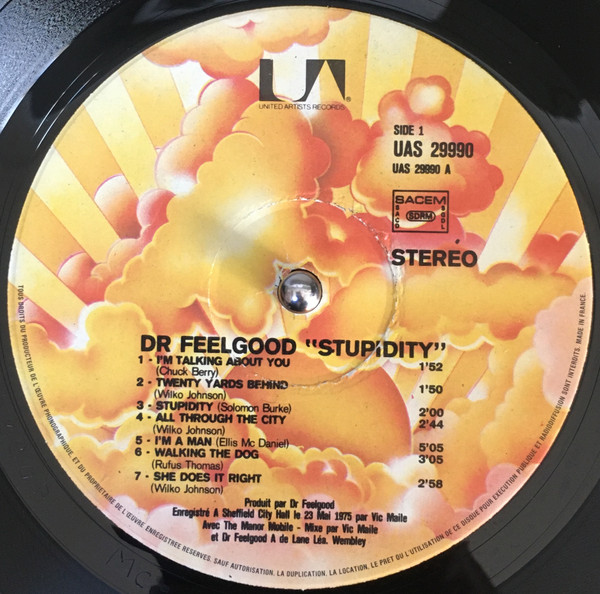 UA
UNITED ARTISTS RECORDS ®
SIDE 1
UAS 29990
UAS 29990 A
SACEM
SACD
SDRM
SGDL
STEREO
DR FEELGOOD "STUPIDITY"
1 - I'M TALKING ABOUT YOU 1'52
(Chuck Berry)
2 - TWENTY YARDS BEHIND 1'50
(Wilko Johnson)
3 - STUPIDITY (Solomon Burke) 2'00
4 - ALL THROUGH THE CITY 2'44
(Wilko Johnson)
5 - I'M A MAN (Ellis Mc Daniel) 5'05
6 - WALKING THE DOG 3'05
(Rufus Thomas)
7 - SHE DOES IT RIGHT 2'58
(Wilko Johnson)
Produit par Dr Feelgood
Enregistré A Sheffield City Hall le 23 Mai 1975 par Vic Maile
Avec The Manor Mobile - Mixe par Vic Maile
et Dr Feelgood A de Lane Léa. Wembley
TOUS DROITS DU PRODUCTEUR DE L'ŒUVRE PHONOGRAPHIQUE, ET DU PROPRIETAIRE DE L'ŒUVRE ENREGISTREE RESERVES. SAUF AUTORISATION, LA DUPLICATION, LA LOCATION, LE PRET OU L'UTILISATION DE CE DISQUE POUR EXECUTION PUBLIQUE ET RADIODIFFUSION SONT INTERDITS. MADE IN FRANCE.